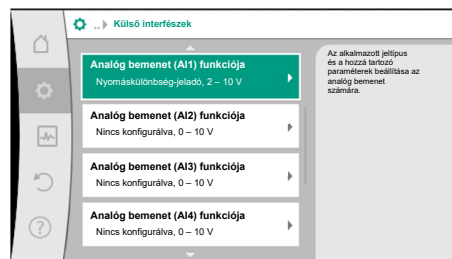 .. Külső interfészek
Analóg bemenet (AI1) funkciója
Nyomáskülönbség-jeladó, 2 – 10 V
Analóg bemenet (AI2) funkciója
Nincs konfigurálva, 0 – 10 V
Analóg bemenet (AI3) funkciója
Nincs konfigurálva, 0 – 10 V
Analóg bemenet (AI4) funkciója
Nincs konfigurálva, 0 – 10 V
Az alkalmazott jeltípus
és a hozzá tartozó
paraméterek beállítása az
analóg bemenet
számára.